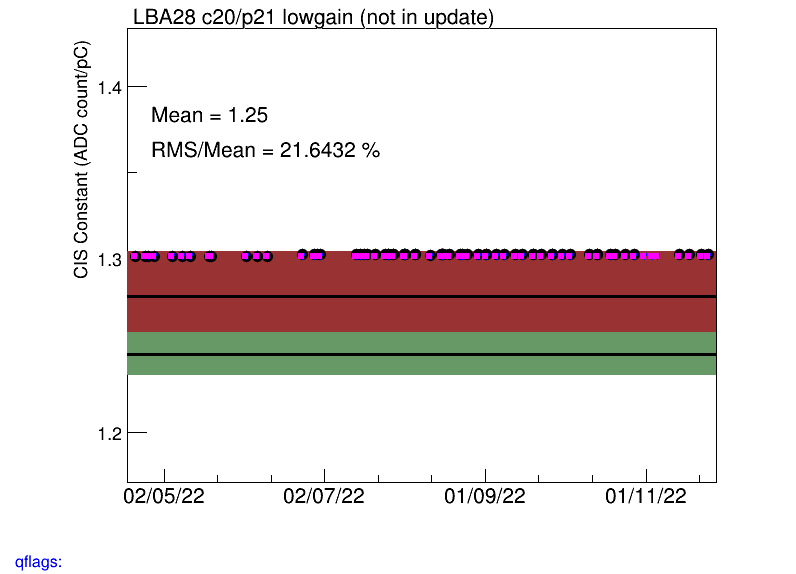 LBA28 c20/p21 lowgain (not in update)
CIS Constant (ADC count/pC)
1.4
Mean = 1.25
RMS/Mean = 21.6432 %
1.3
1.2
02/05/22 02/07/22 01/09/22 01/11/22
qflags: